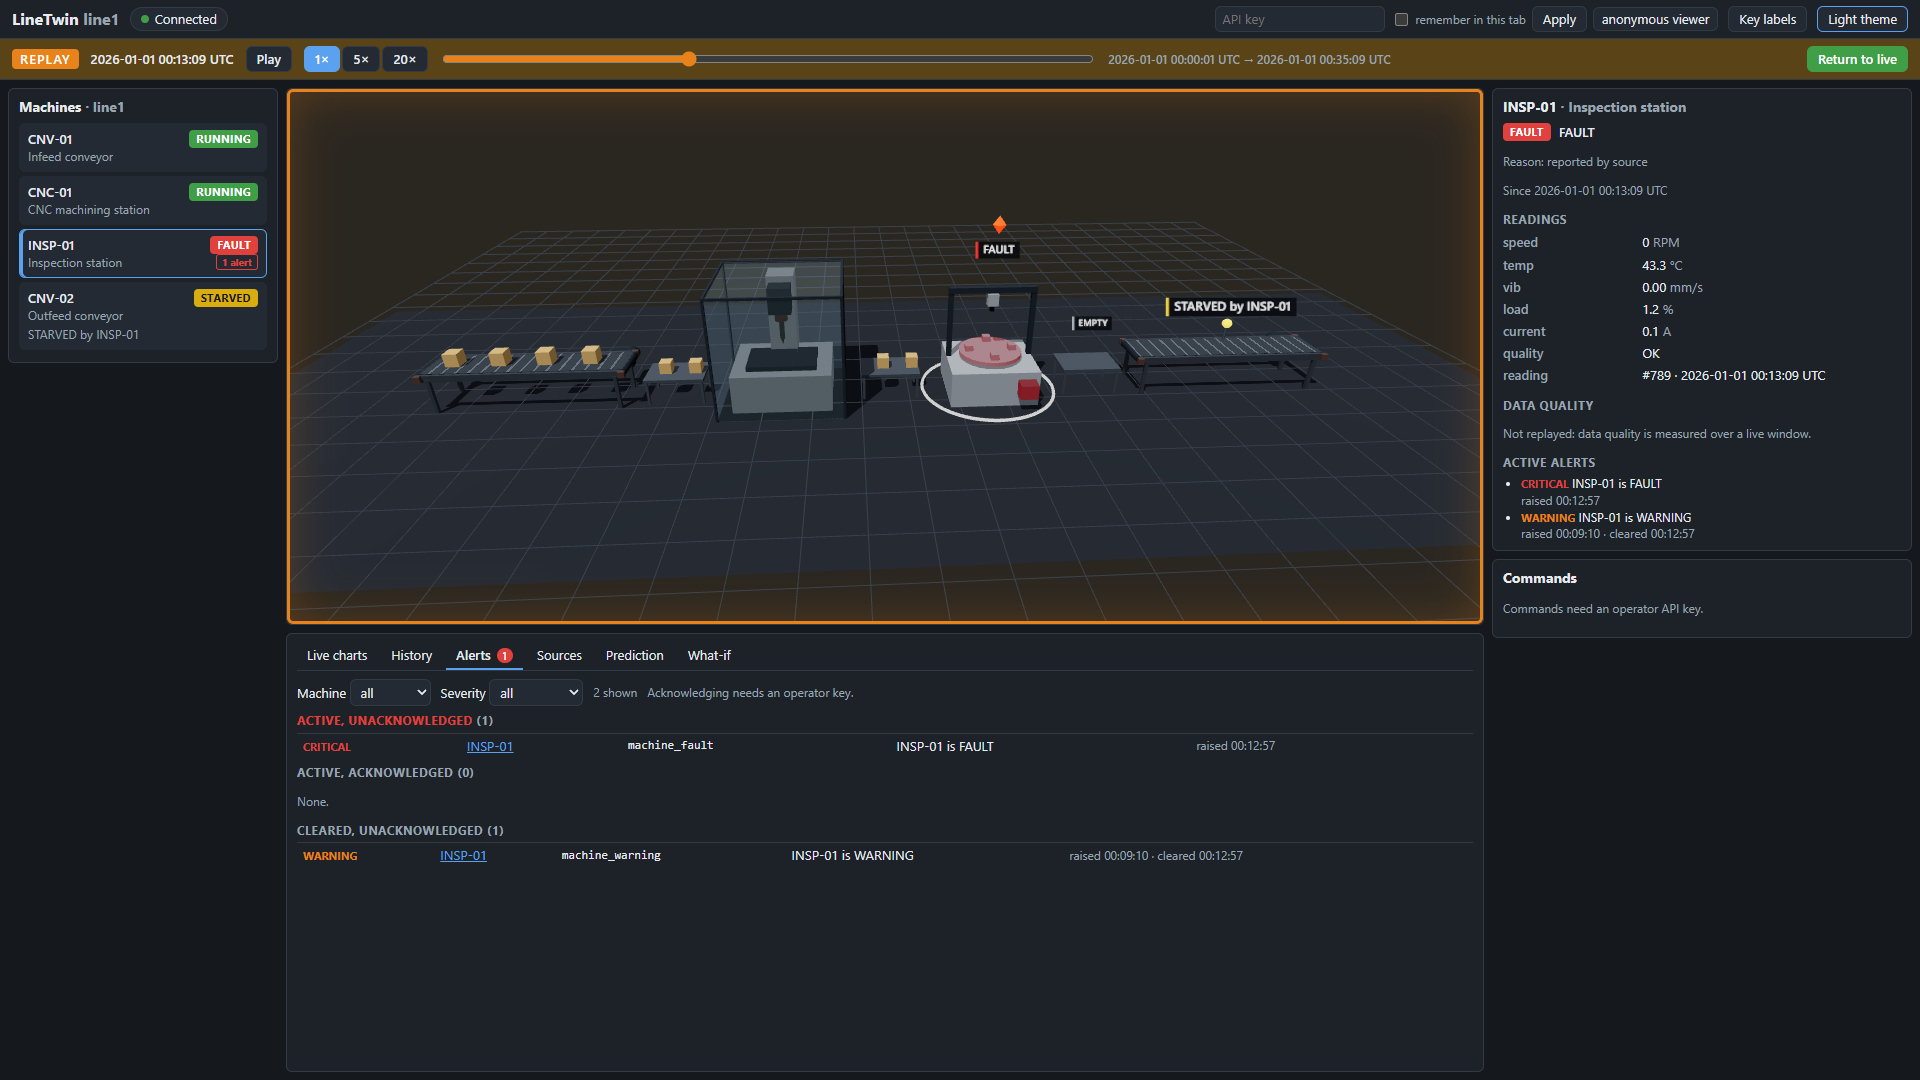 LineTwin line1 Connected API key remember in this tab Apply anonymous viewer Key labels Light theme
REPLAY 2026-01-01 00:13:09 UTC Play 1× 5× 20× 2026-01-01 00:00:01 UTC → 2026-01-01 00:35:09 UTC Return to live
Machines · line1
CNV-01 RUNNING
Infeed conveyor
CNC-01 RUNNING
CNC machining station
INSP-01 FAULT
Inspection station 1 alert
CNV-02 STARVED
Outfeed conveyor
STARVED by INSP-01
FAULT
STARVED by INSP-01
EMPTY
INSP-01 · Inspection station
FAULT FAULT
Reason: reported by source
Since 2026-01-01 00:13:09 UTC
READINGS
speed 0 RPM
temp 43.3 °C
vib 0.00 mm/s
load 1.2 %
current 0.1 A
quality OK
reading #789 · 2026-01-01 00:13:09 UTC
DATA QUALITY
Not replayed: data quality is measured over a live window.
ACTIVE ALERTS
• CRITICAL INSP-01 is FAULT
raised 00:12:57
• WARNING INSP-01 is WARNING
raised 00:09:10 · cleared 00:12:57
Commands
Commands need an operator API key.
Live charts History Alerts 1 Sources Prediction What-if
Machine all Severity all 2 shown Acknowledging needs an operator key.
ACTIVE, UNACKNOWLEDGED (1)
CRITICAL INSP-01 machine_fault INSP-01 is FAULT raised 00:12:57
ACTIVE, ACKNOWLEDGED (0)
None.
CLEARED, UNACKNOWLEDGED (1)
WARNING INSP-01 machine_warning INSP-01 is WARNING raised 00:09:10 · cleared 00:12:57